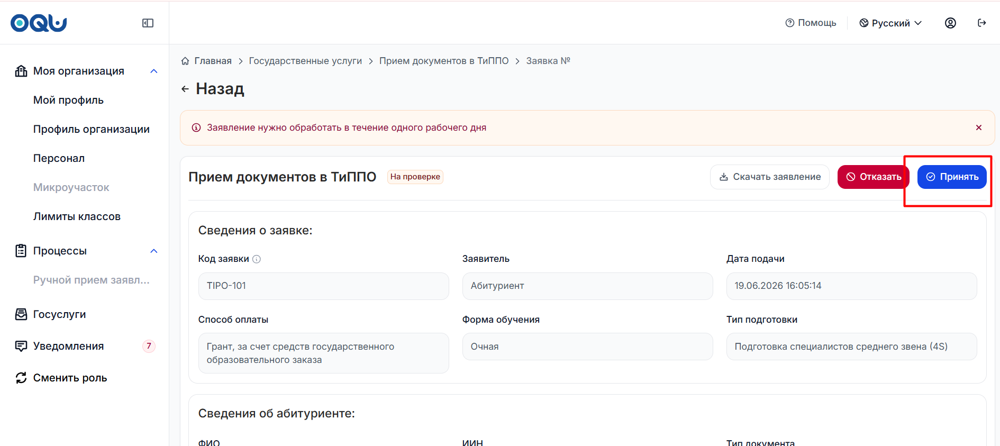 OQU
Помощь
Русский
Моя организация
Мой профиль
Профиль организации
Персонал
Микроучасток
Лимиты классов
Процессы
Ручной прием заявл...
Госуслуги
Уведомления 7
Сменить роль
Главная > Государственные услуги > Прием документов в ТиППО > Заявка №
Назад
Заявление нужно обработать в течение одного рабочего дня
Прием документов в ТиППО На проверке Скачать заявление Отказать Принять
Сведения о заявке:
Код заявки Заявитель Дата подачи
TIPO-101 Абитуриент 19.06.2026 16:05:14
Способ оплаты Форма обучения Тип подготовки
Грант, за счет средств государственного
образовательного заказа
Очная
Подготовка специалистов среднего звена (4S)
Сведения об абитуриенте:
ФИО ИИН Тип документа